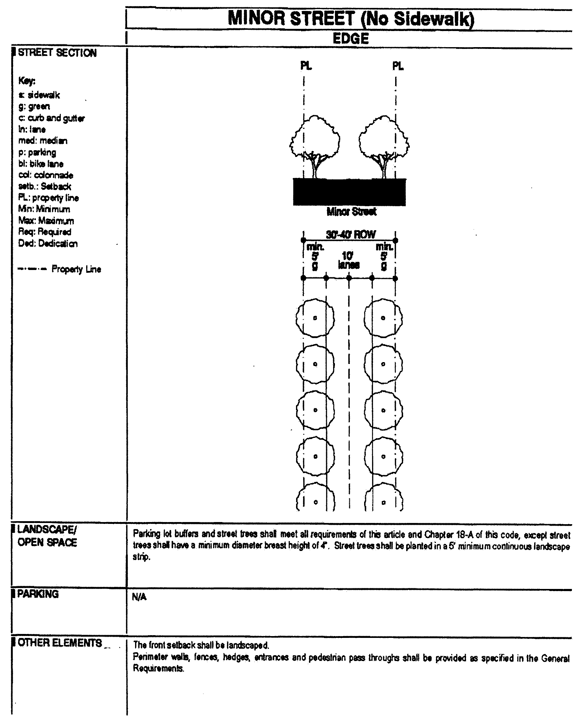 MINOR STREET (No Sidewalk)
EDGE
STREET SECTION
Key:
s: sidewalk
g: green
c: curb and gutter
ln: lane
med: median
p: parking
bl: bike lane
col: colonnade
setb.: Setback
PL: property line
Min: Minimum
Max: Maximum
Req: Required
Ded: Dedication
Property Line
PL PL
Minor Street
30'-40' ROW
min. min.
5' 10' 5'
g lanes g
LANDSCAPE/
OPEN SPACE
Parking lot buffers and street trees shall meet all requirements of this article and Chapter 18-A of this code, except street
trees shall have a minimum diameter breast height of 4". Street trees shall be planted in a 5' minimum continuous landscape
strip.
PARKING
N/A
OTHER ELEMENTS
The front setback shall be landscaped.
Perimeter walls, fences, hedges, entrances and pedestrian pass throughs shall be provided as specified in the General
Requirements.